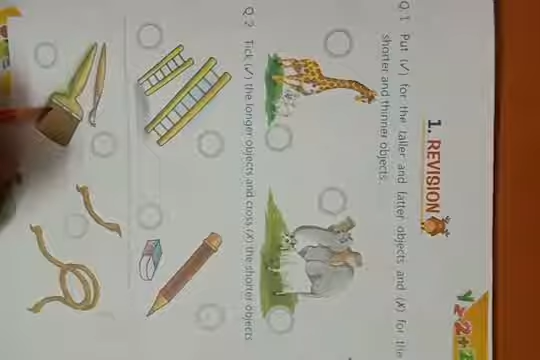 1. REVISION
Q.1 Put (✓) for the taller and fatter objects and (✗) for the
shorter and thinner objects.
Q.2 Tick (✓) the longer objects and cross (✗) the shorter objects